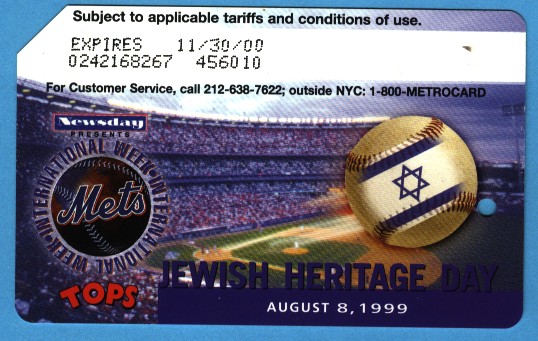 Subject to applicable tariffs and conditions of use.
EXPIRES 11/30/00
0242168267 456010
For Customer Service, call 212-638-7622; outside NYC: 1-800-METROCARD
Newsday
PRESENTS
INTERNATIONAL WEEK • INTERNATIONAL WEEK •
Mets
TOPS
JEWISH HERITAGE DAY
AUGUST 8, 1999